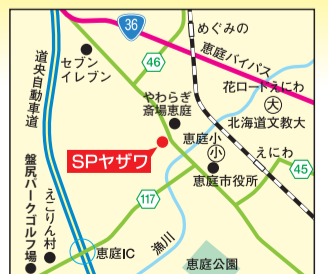 36
めぐみの
恵庭バイパス
セブン
イレブン
46
道央自動車道
花ロードえにわ
大
北海道文教大
やわらぎ
斎場恵庭
恵庭小
小
えにわ
SPヤザワ
45
恵庭市役所
117
盤尻パークゴルフ場
えこりん村
恵庭IC
漁川
恵庭公園